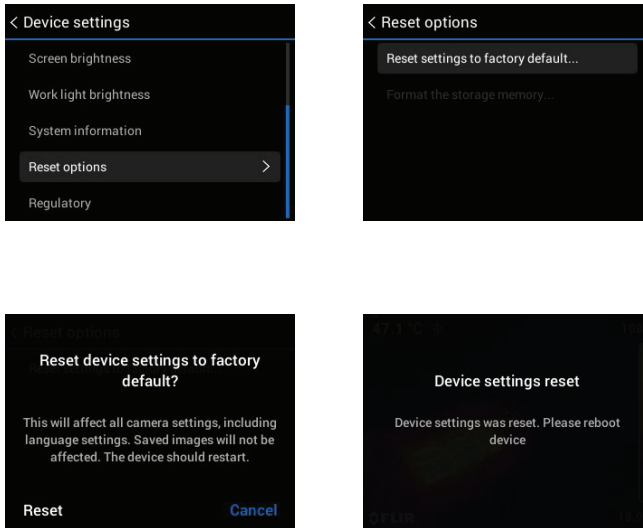 < Device settings
Screen brightness
Work light brightness
System information
Reset options >
Regulatory
< Reset options
Reset settings to factory default...
Format the storage memory...
< Reset options
Reset device settings to factory
default?
This will affect all camera settings, including
language settings. Saved images will not be
affected. The device should restart.
Reset Cancel
47.1 °C
Device settings reset
Device settings was reset. Please reboot
device
FLIR